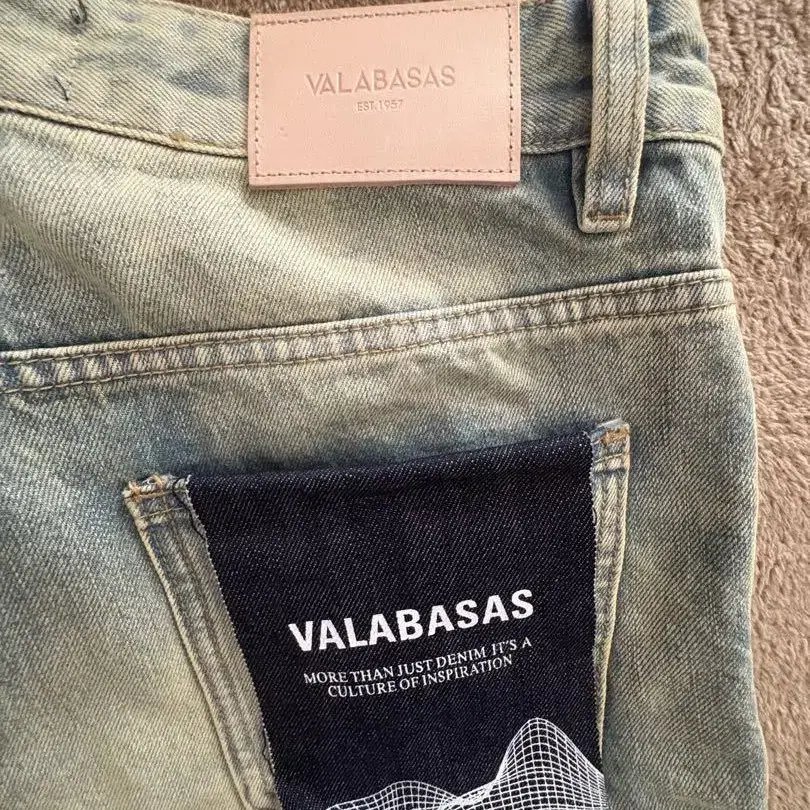 VALABASAS
EST.1957
VALABASAS
MORE THAN JUST DENIM IT'S A
CULTURE OF INSPIRATION